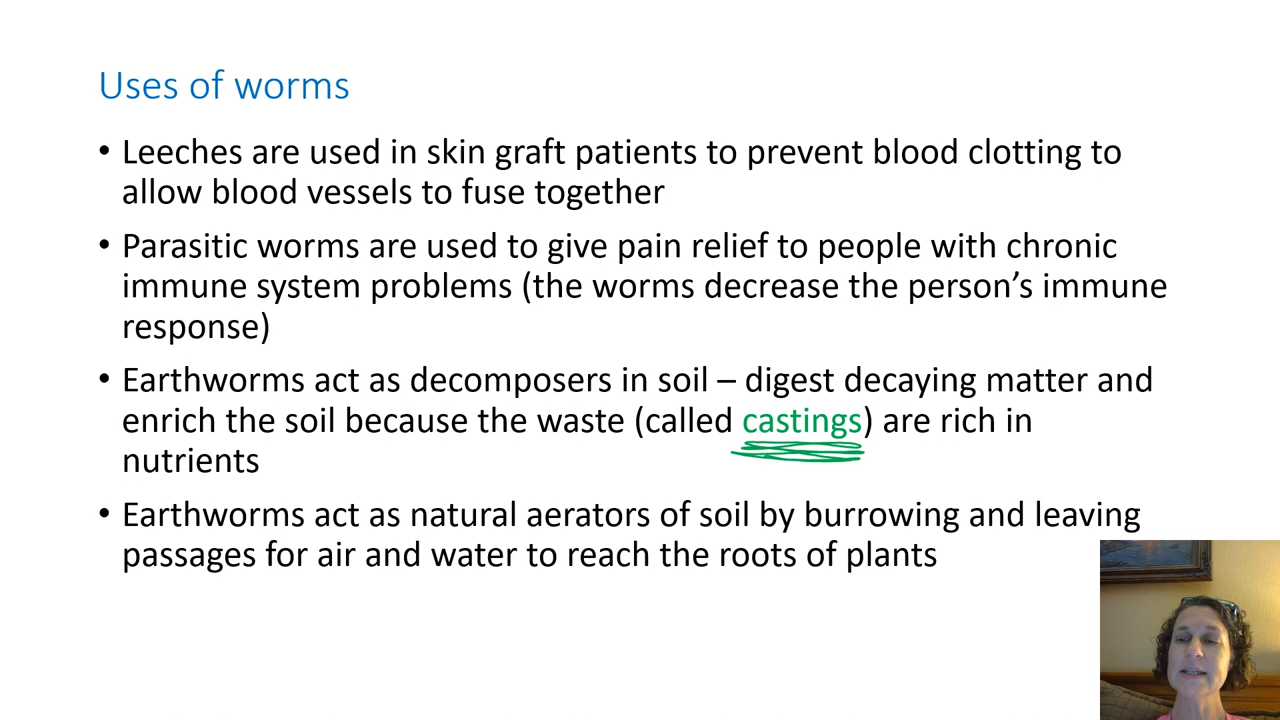 Uses of worms
• Leeches are used in skin graft patients to prevent blood clotting to
allow blood vessels to fuse together
• Parasitic worms are used to give pain relief to people with chronic
immune system problems (the worms decrease the person’s immune
response)
• Earthworms act as decomposers in soil – digest decaying matter and
enrich the soil because the waste (called castings) are rich in
nutrients
• Earthworms act as natural aerators of soil by burrowing and leaving
passages for air and water to reach the roots of plants